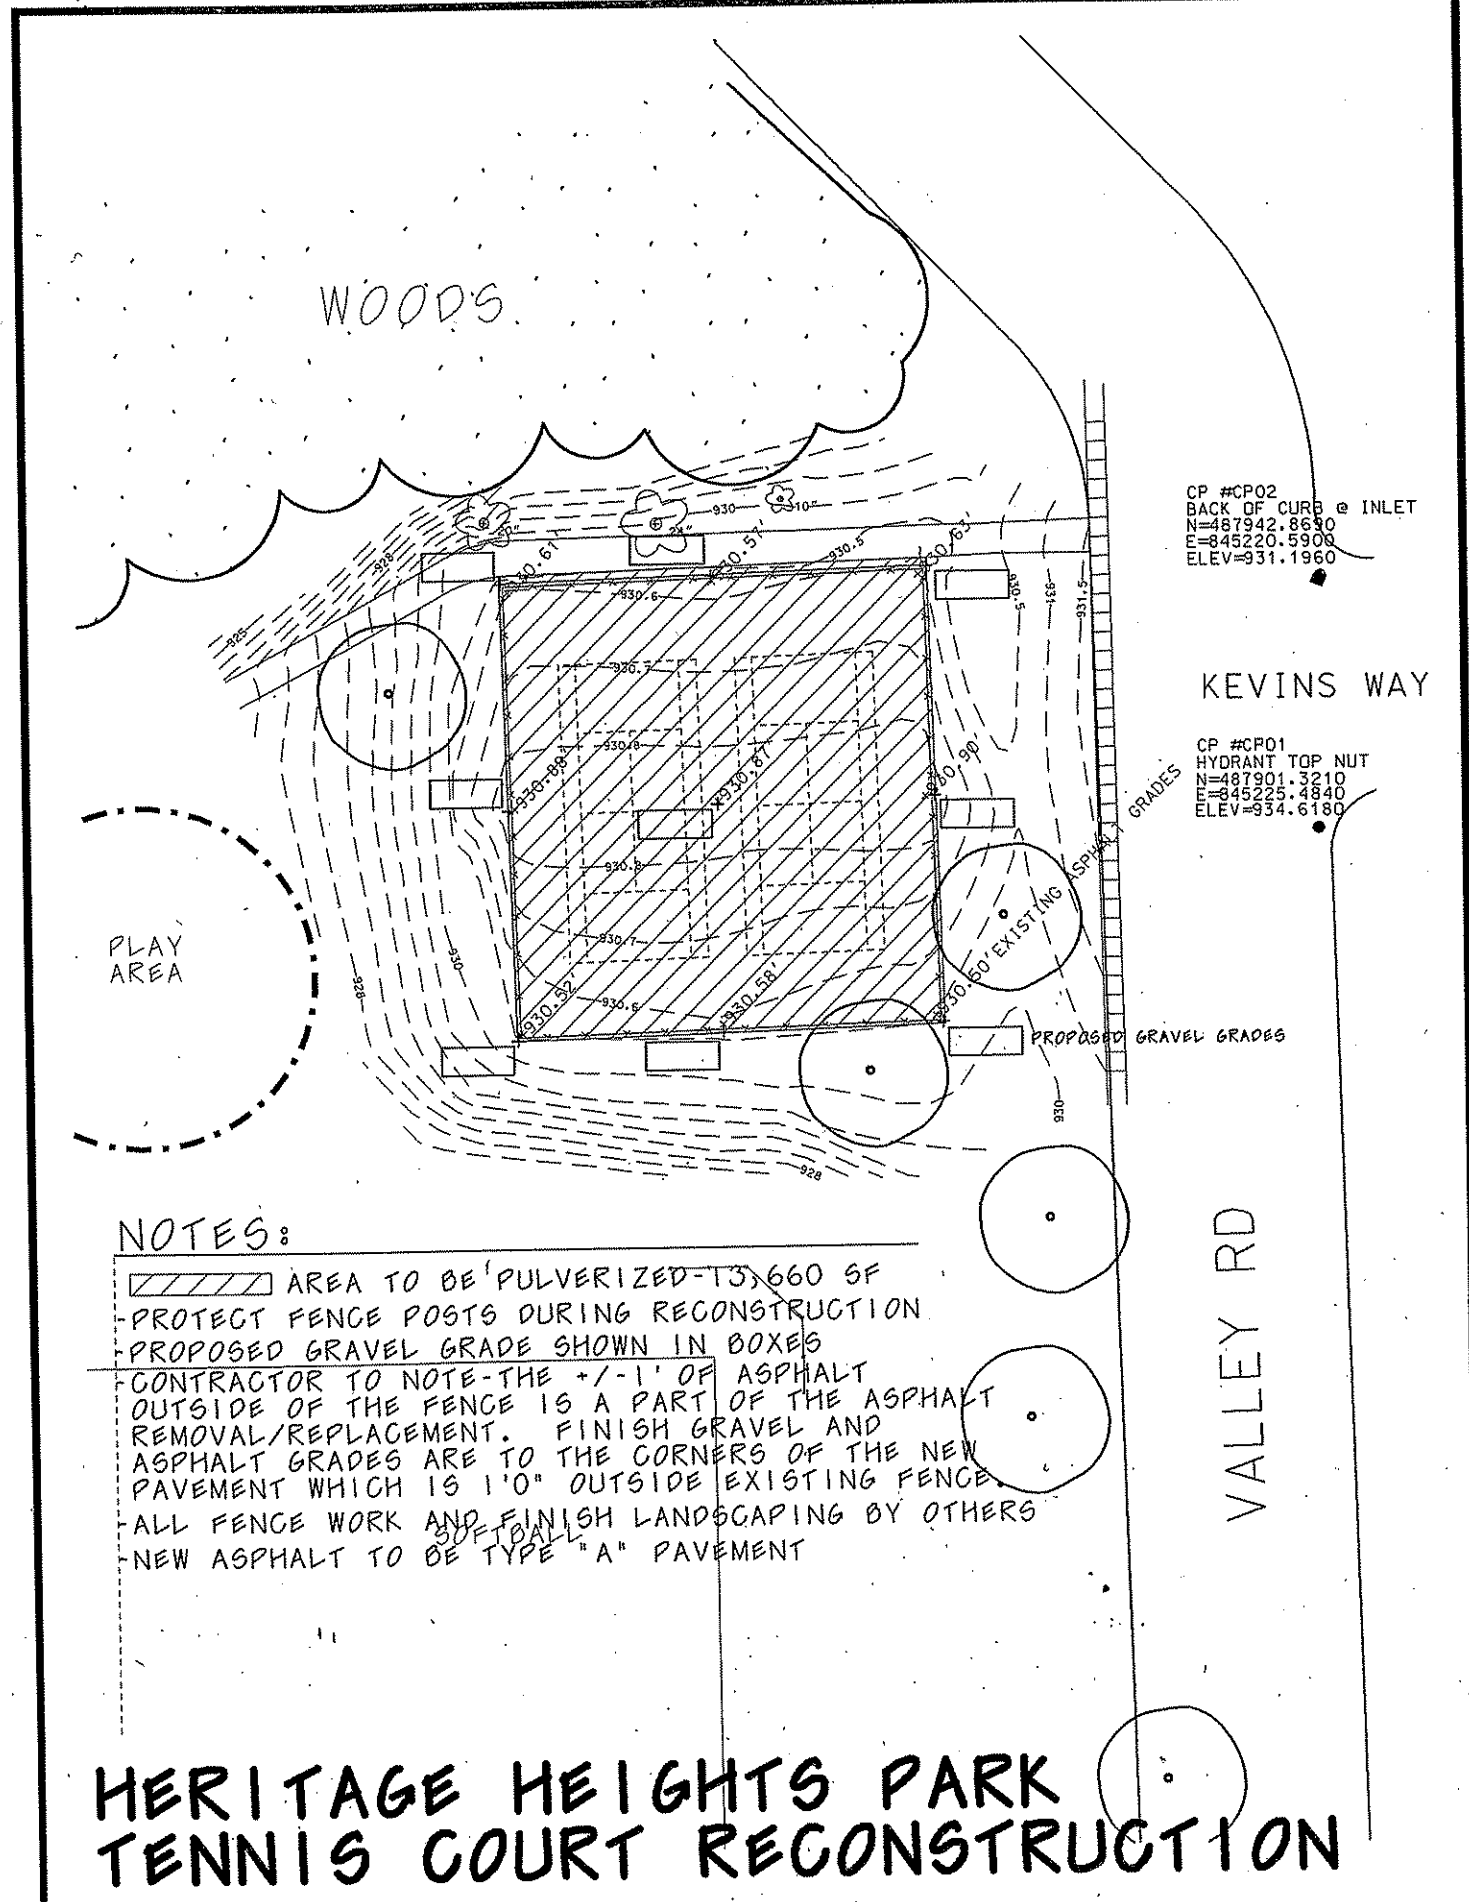 WOODS
CP #CP02
BACK OF CURB @ INLET
N=487942.8690
E=845220.5900
ELEV=931.1960
930
10"
24"
928
925
930.61'
930.57'
930.5
930.63'
930.6
930.5
931
931.5
KEVINS WAY
930.7
CP #CP01
HYDRANT TOP NUT
N=487901.3210
E=845225.4840
ELEV=934.6180
930.8
930.88'
930.87'
930.90'
930.8
EXISTING ASPHALT GRADES
PLAY
AREA
930.7
930
928
930.52'
930.6
930.58'
930.50'
PROPOSED GRAVEL GRADES
930
928
NOTES:
AREA TO BE PULVERIZED-13,660 SF
-PROTECT FENCE POSTS DURING RECONSTRUCTION
-PROPOSED GRAVEL GRADE SHOWN IN BOXES
-CONTRACTOR TO NOTE-THE +/-1' OF ASPHALT
OUTSIDE OF THE FENCE IS A PART OF THE ASPHALT
REMOVAL/REPLACEMENT. FINISH GRAVEL AND
ASPHALT GRADES ARE TO THE CORNERS OF THE NEW
PAVEMENT WHICH IS 1'0" OUTSIDE EXISTING FENCE.
-ALL FENCE WORK AND FINISH LANDSCAPING BY OTHERS
SOFTBALL
-NEW ASPHALT TO BE TYPE "A" PAVEMENT
VALLEY RD
HERITAGE HEIGHTS PARK
TENNIS COURT RECONSTRUCTION